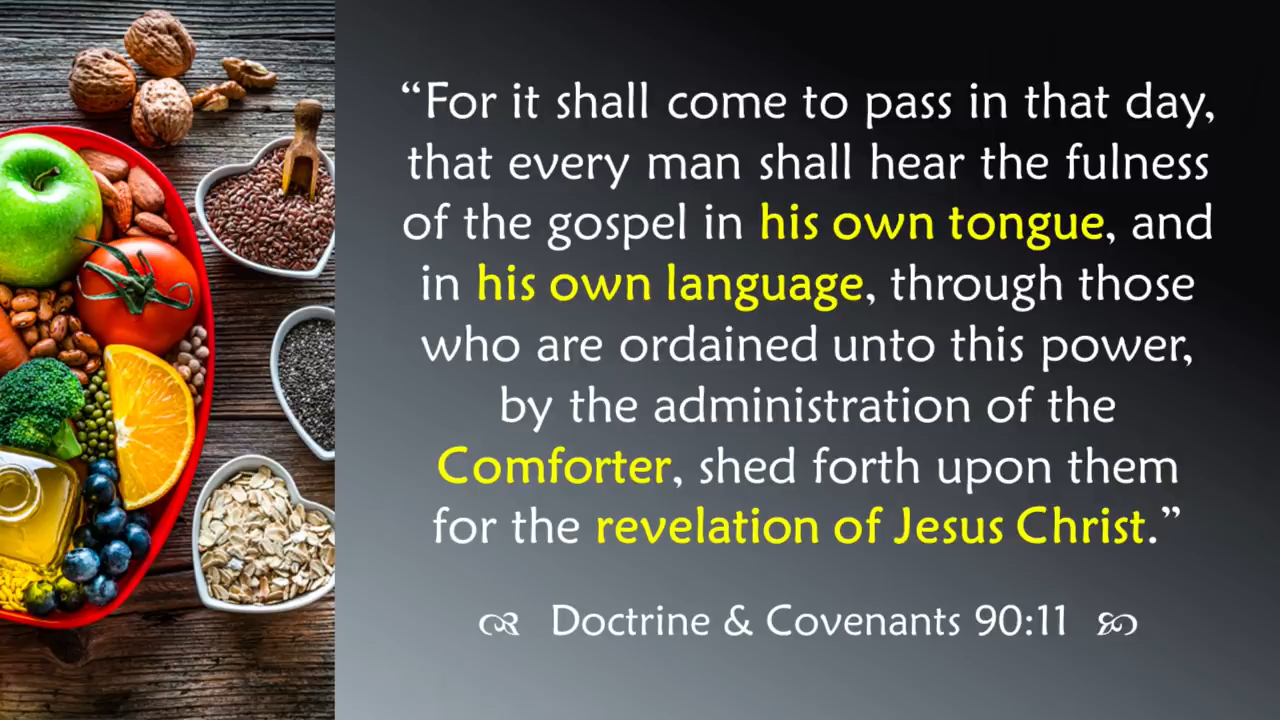 “For it shall come to pass in that day,
that every man shall hear the fulness
of the gospel in his own tongue, and
in his own language, through those
who are ordained unto this power,
by the administration of the
Comforter, shed forth upon them
for the revelation of Jesus Christ.”
Doctrine & Covenants 90:11